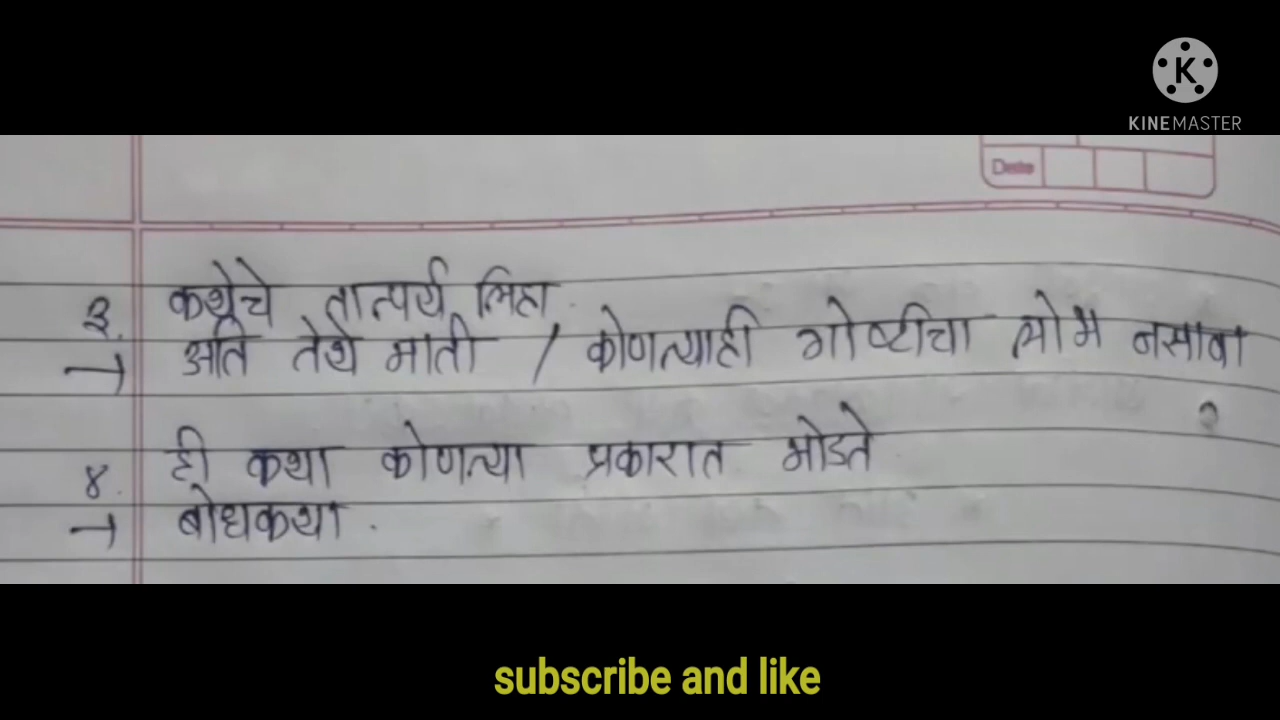 K
KINEMASTER
Date
३. कथेचे तात्पर्य लिहा.
→ अति तेथे माती / कोणत्याही गोष्टीचा लोभ नसावा
४. ही कथा कोणत्या प्रकारात मोडते
→ बोधकथा.
subscribe and like